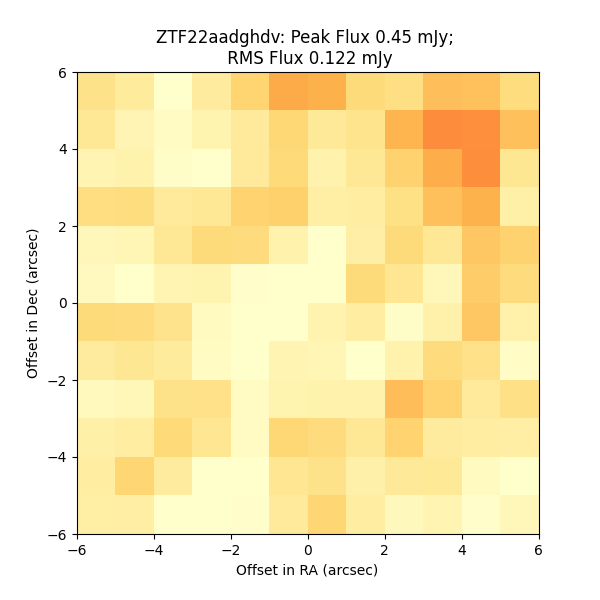 ZTF22aadghdv: Peak Flux 0.45 mJy;
RMS Flux 0.122 mJy
6
4
2
0
−2
−4
−6
Offset in Dec (arcsec)
−6 −4 −2 0 2 4 6
Offset in RA (arcsec)